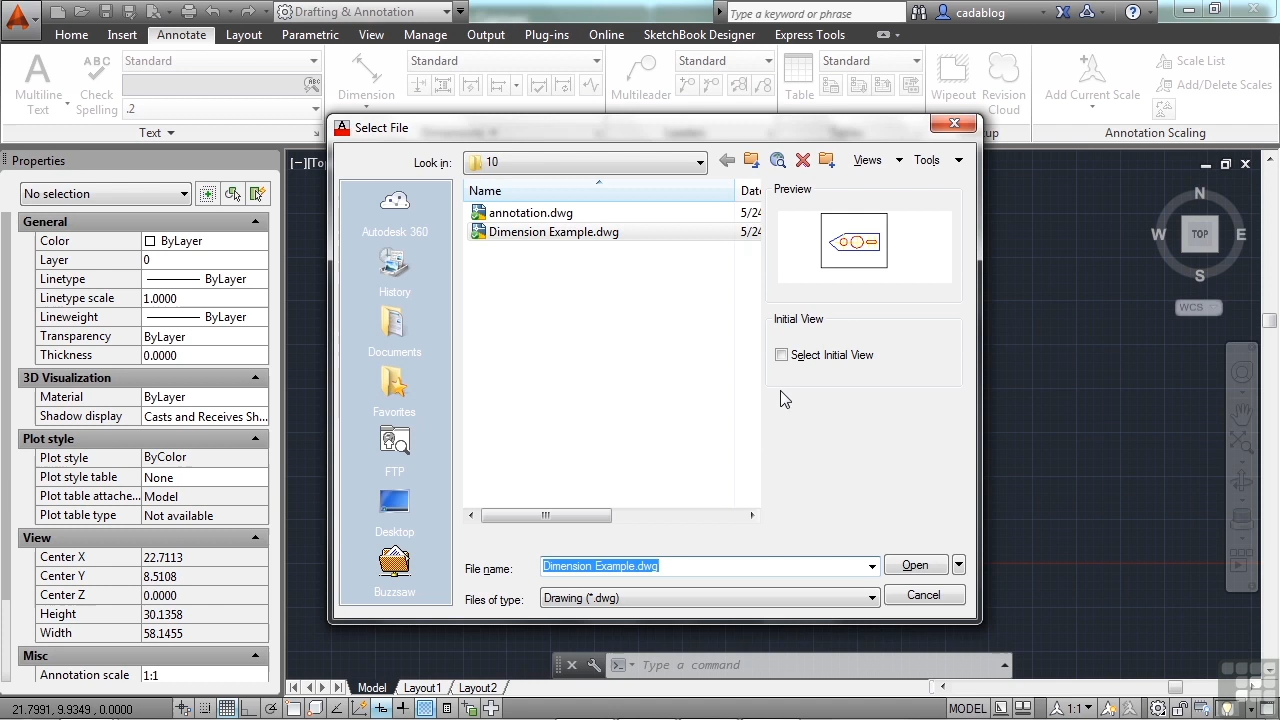 Drafting & Annotation
Type a keyword or phrase
cadablog
Home Insert Annotate Layout Parametric View Manage Output Plug-ins Online SketchBook Designer Express Tools
Multiline Text
Check Spelling
Standard
.2
Text
Dimension
Standard
Multileader
Standard
Table
Standard
Wipeout
Revision Cloud
Add Current Scale
Scale List
Add/Delete Scales
Annotation Scaling
Select File
Look in: 10
Views Tools
Name Date
annotation.dwg 5/24
Dimension Example.dwg 5/24
Autodesk 360
History
Documents
Favorites
FTP
Desktop
Buzzsaw
Preview
Initial View
Select Initial View
File name: Dimension Example.dwg
Open
Files of type: Drawing (*.dwg)
Cancel
Properties
No selection
General
Color ByLayer
Layer 0
Linetype ByLayer
Linetype scale 1.0000
Lineweight ByLayer
Transparency ByLayer
Thickness 0.0000
3D Visualization
Material ByLayer
Shadow display Casts and Receives Sh...
Plot style
Plot style ByColor
Plot style table None
Plot table attache... Model
Plot table type Not available
View
Center X 22.7113
Center Y 8.5108
Center Z 0.0000
Height 30.1358
Width 58.1455
Misc
Annotation scale 1:1
[−][Top
N
W TOP E
S
WCS
Type a command
Model Layout1 Layout2
21.7991, 9.9349, 0.0000
MODEL
1:1